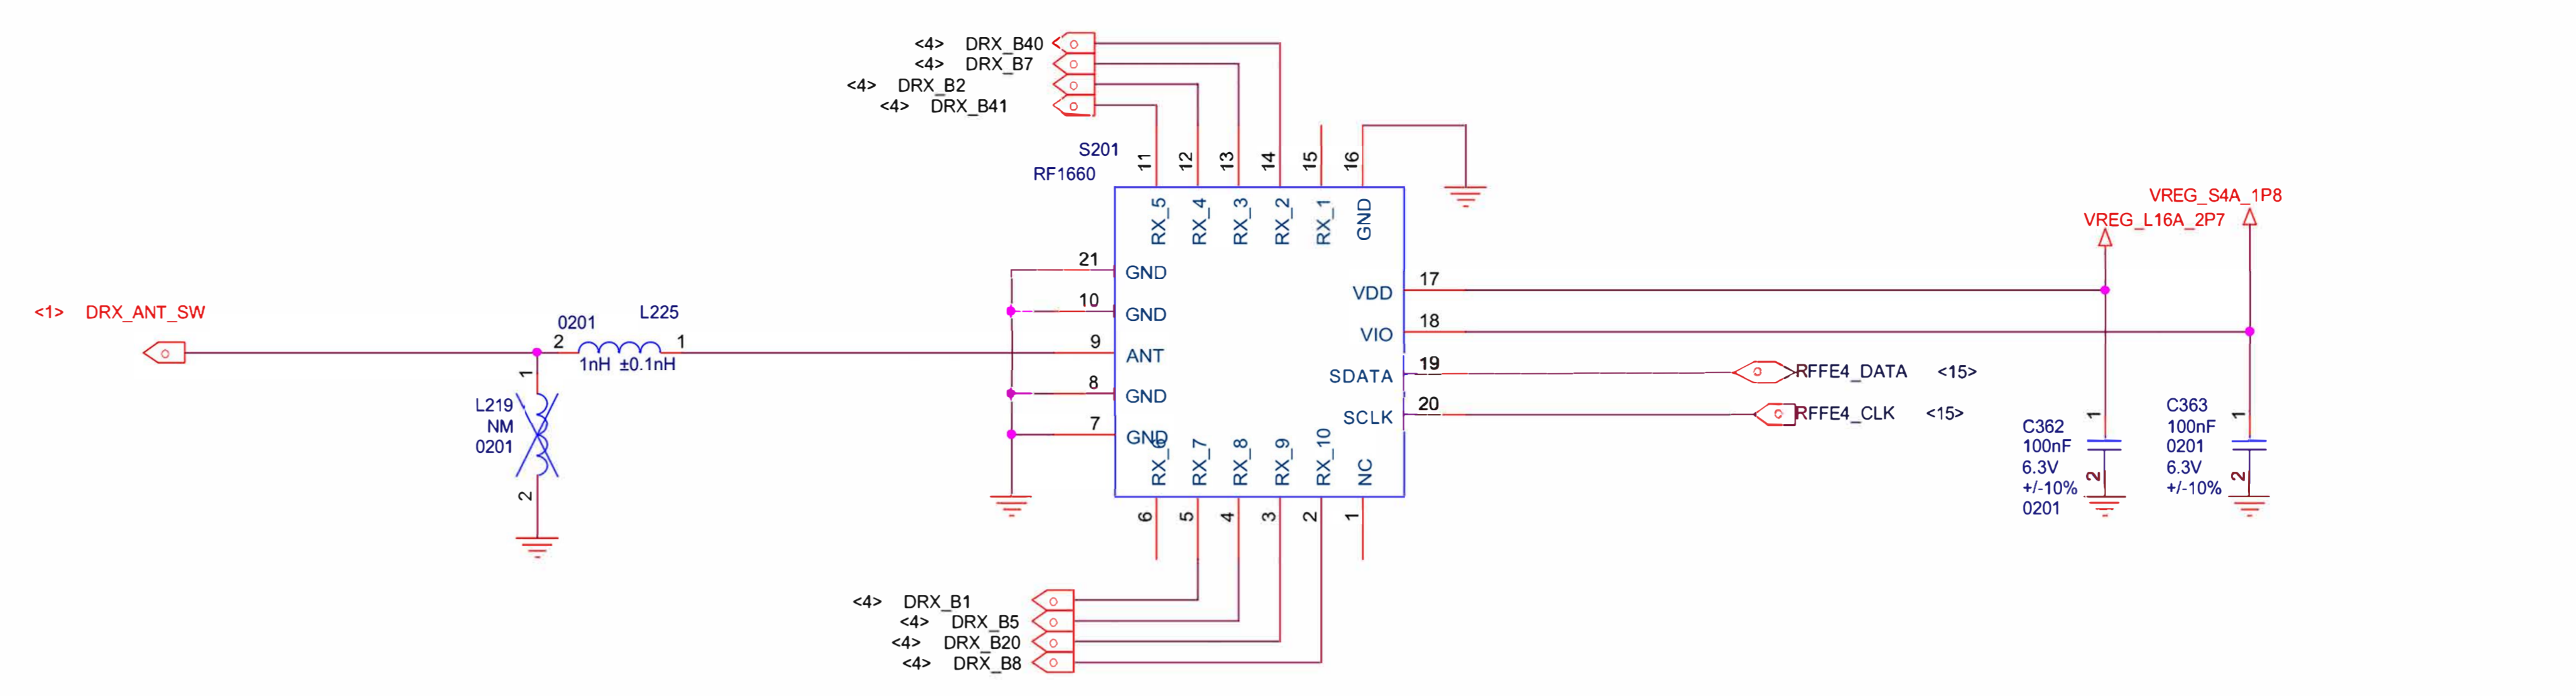 <4> DRX_B40
<4> DRX_B7
<4> DRX_B2
<4> DRX_B41
S201
RF1660
11 12 13 14 15 16
RX_5 RX_4 RX_3 RX_2 RX_1 GND
VREG_S4A_1P8
VREG_L16A_2P7
21 GND
10 GND
9 ANT
8 GND
7 GND
VDD 17
VIO 18
SDATA 19
SCLK 20
<1> DRX_ANT_SW
0201 L225
2 1
1nH ±0.1nH
1
L219
NM
0201
2
RFFE4_DATA <15>
RFFE4_CLK <15>
C362
100nF
6.3V
+/-10%
0201
1
2
C363
100nF
0201
6.3V
+/-10%
1
2
RX_6 RX_7 RX_8 RX_9 RX_10 NC
6 5 4 3 2 1
<4> DRX_B1
<4> DRX_B5
<4> DRX_B20
<4> DRX_B8